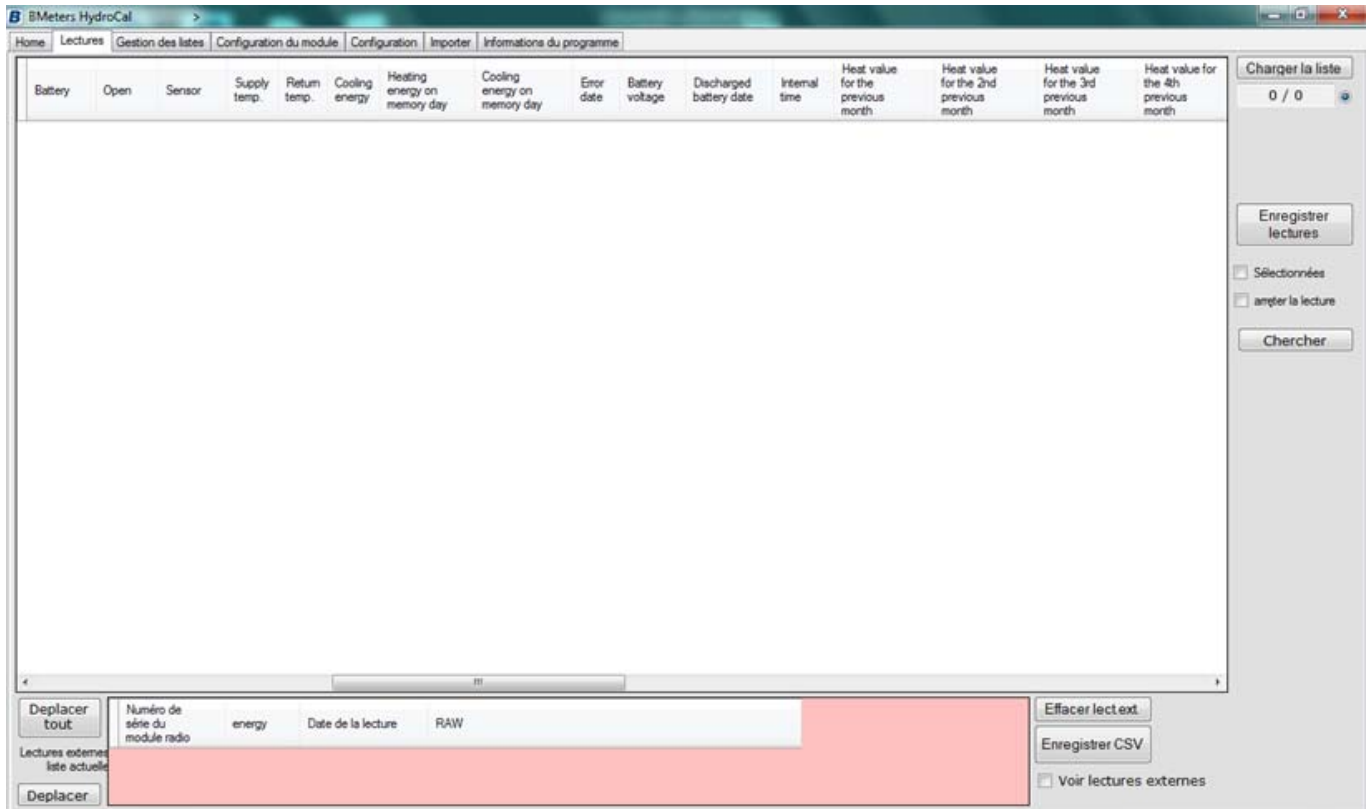 B BMeters HydroCal >
Home Lectures Gestion des listes Configuration du module Configuration Importer Informations du programme
Battery
Open
Sensor
Supply
temp.
Return
temp.
Cooling
energy
Heating
energy on
memory day
Cooling
energy on
memory day
Error
date
Battery
voltage
Discharged
battery date
Internal
time
Heat value
for the
previous
month
Heat value
for the 2nd
previous
month
Heat value
for the 3rd
previous
month
Heat value for
the 4th
previous
month
Charger la liste
0 / 0
Enregistrer
lectures
Sélectionnées
arręter la lecture
Chercher
Deplacer
tout
Lectures externes
liste actuelle
Deplacer
Numéro de
série du
module radio
energy
Date de la lecture
RAW
Effacer lect.ext
Enregistrer CSV
Voir lectures externes